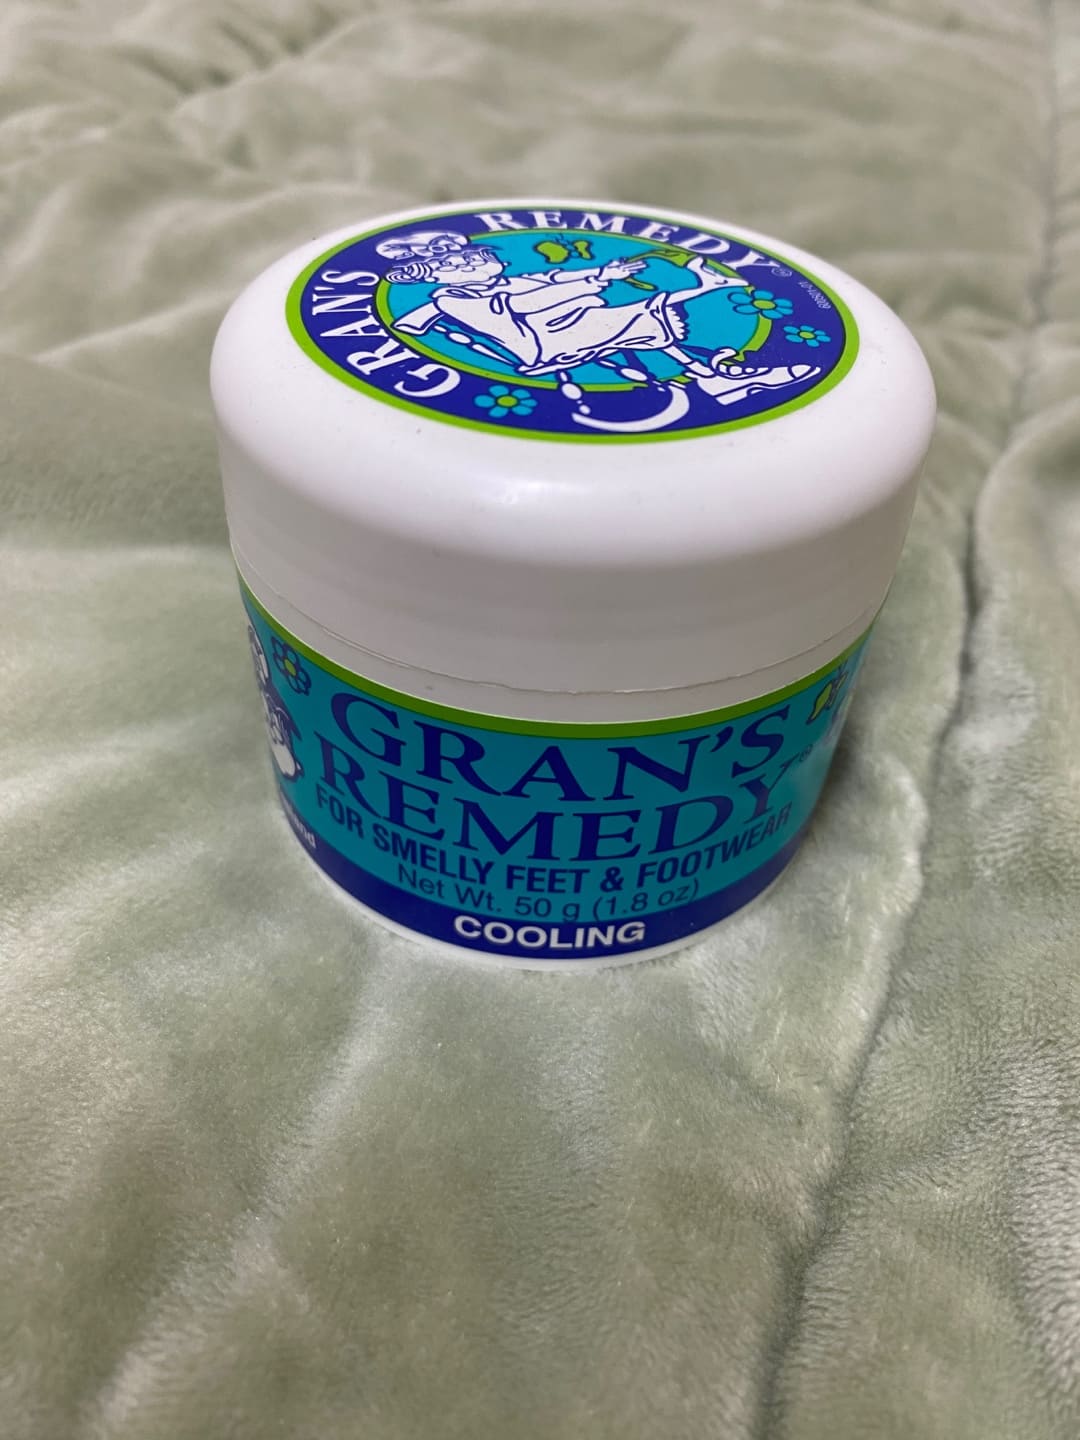 GRAN'S REMEDY®
GRAN'S
REMEDY®
FOR SMELLY FEET & FOOTWEAR
Net Wt. 50 g (1.8 oz)
COOLING